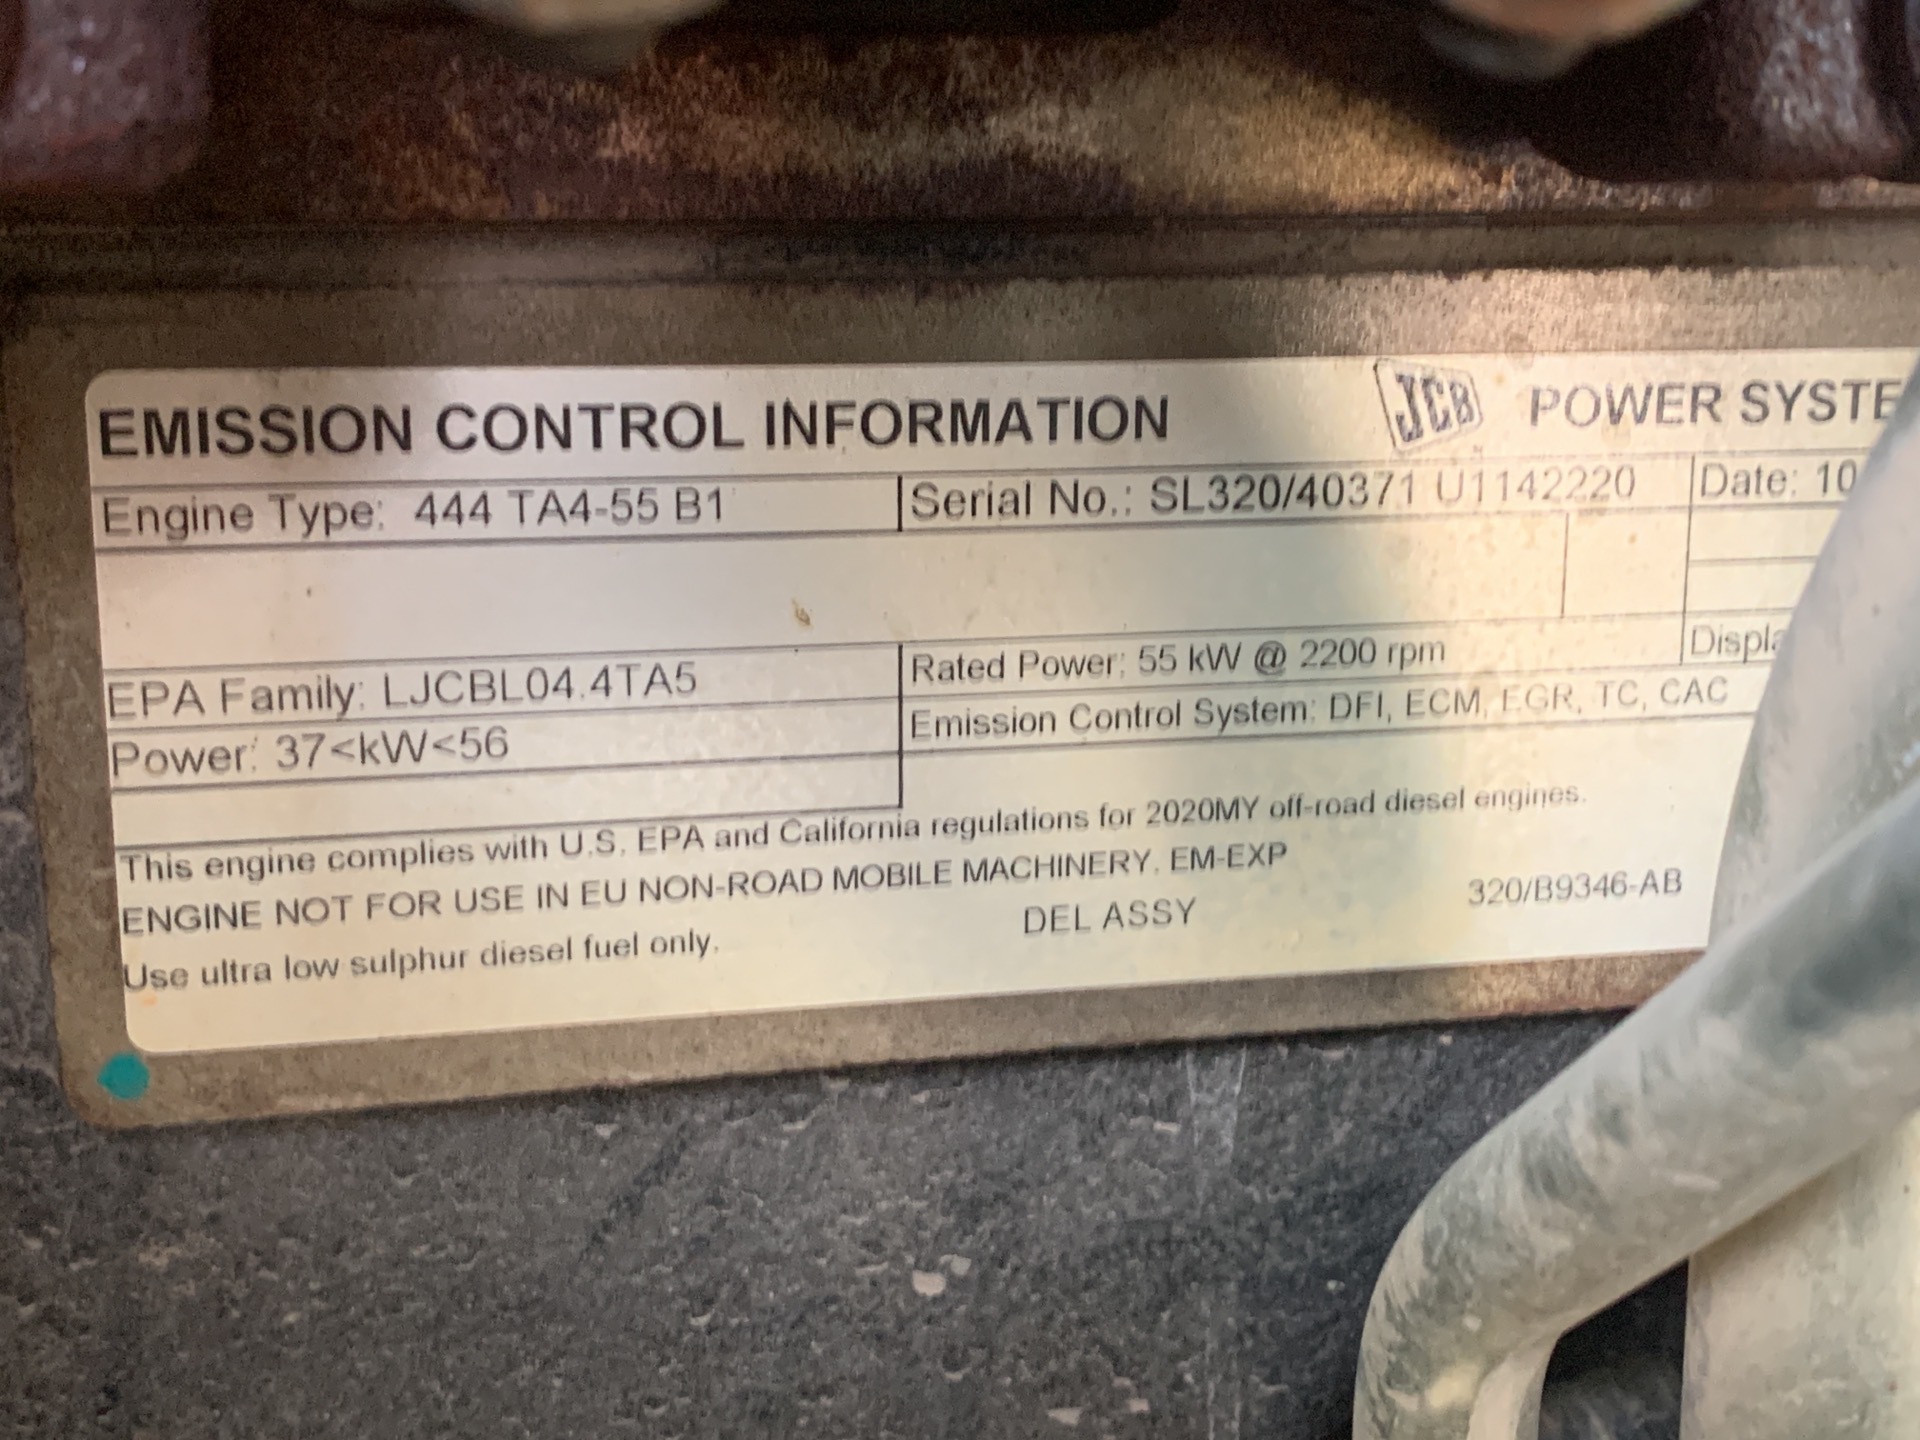 EMISSION CONTROL INFORMATION JCB POWER SYSTE
Engine Type: 444 TA4-55 B1 Serial No.: SL320/40371 U1142220 Date: 10
EPA Family: LJCBL04.4TA5 Rated Power: 55 kW @ 2200 rpm Displa
Power: 37<kW<56 Emission Control System: DFI, ECM, EGR, TC, CAC
This engine complies with U.S. EPA and California regulations for 2020MY off-road diesel engines.
ENGINE NOT FOR USE IN EU NON-ROAD MOBILE MACHINERY. EM-EXP
Use ultra low sulphur diesel fuel only. DEL ASSY 320/B9346-AB